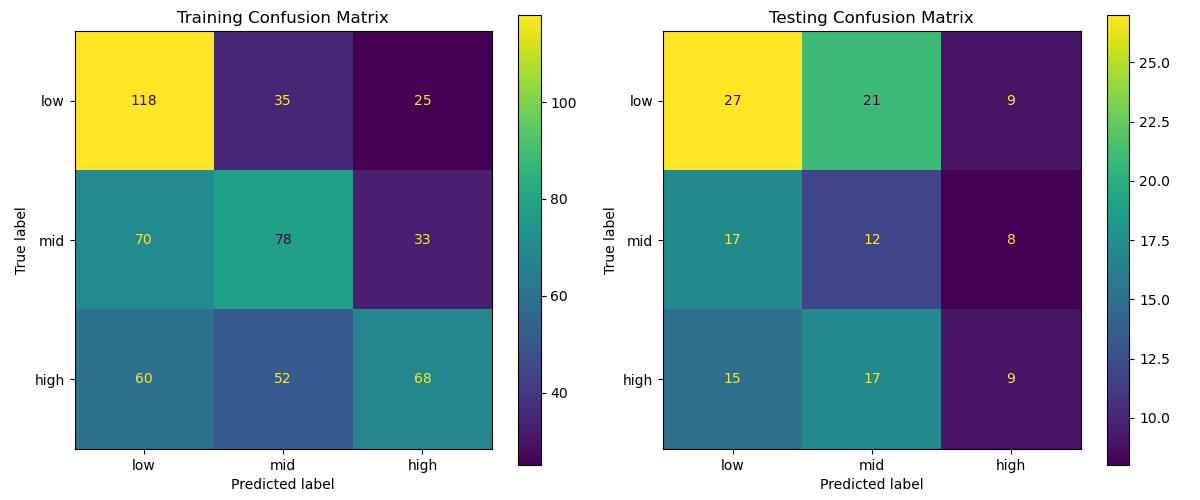 Training Confusion Matrix
True label
low
mid
high
118 35 25
70 78 33
60 52 68
low mid high
Predicted label
100
80
60
40
Testing Confusion Matrix
True label
low
mid
high
27 21 9
17 12 8
15 17 9
low mid high
Predicted label
25.0
22.5
20.0
17.5
15.0
12.5
10.0